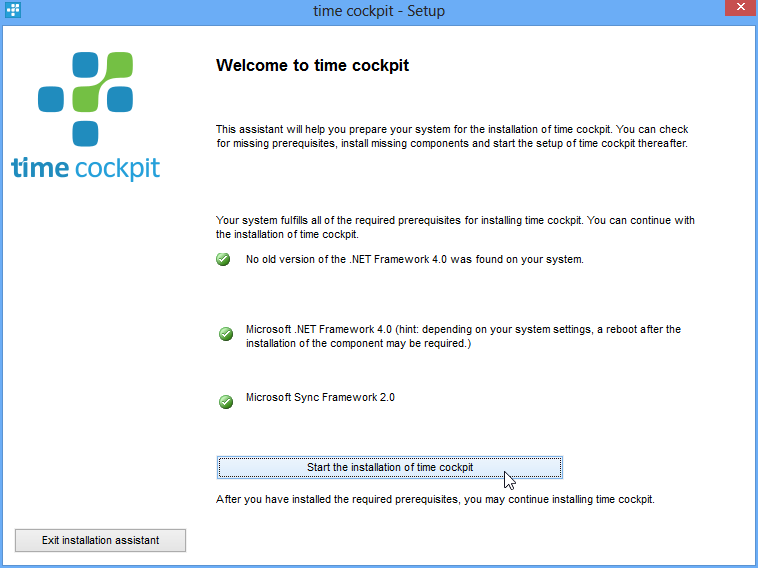 time cockpit - Setup
time cockpit
Welcome to time cockpit
This assistant will help you prepare your system for the installation of time cockpit. You can check
for missing prerequisites, install missing components and start the setup of time cockpit thereafter.
Your system fulfills all of the required prerequisites for installing time cockpit. You can continue with
the installation of time cockpit.
No old version of the .NET Framework 4.0 was found on your system.
Microsoft .NET Framework 4.0 (hint: depending on your system settings, a reboot after the
installation of the component may be required.)
Microsoft Sync Framework 2.0
Start the installation of time cockpit
After you have installed the required prerequisites, you may continue installing time cockpit.
Exit installation assistant